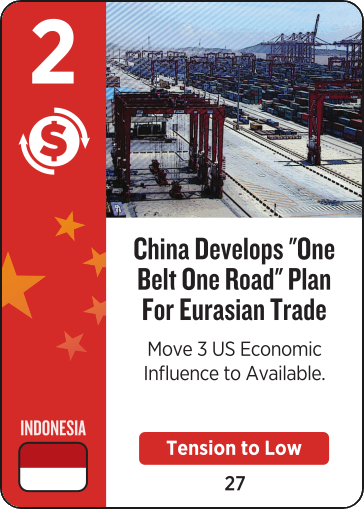 2
$
China Develops "One
Belt One Road" Plan
For Eurasian Trade
Move 3 US Economic
Influence to Available.
INDONESIA
Tension to Low
27